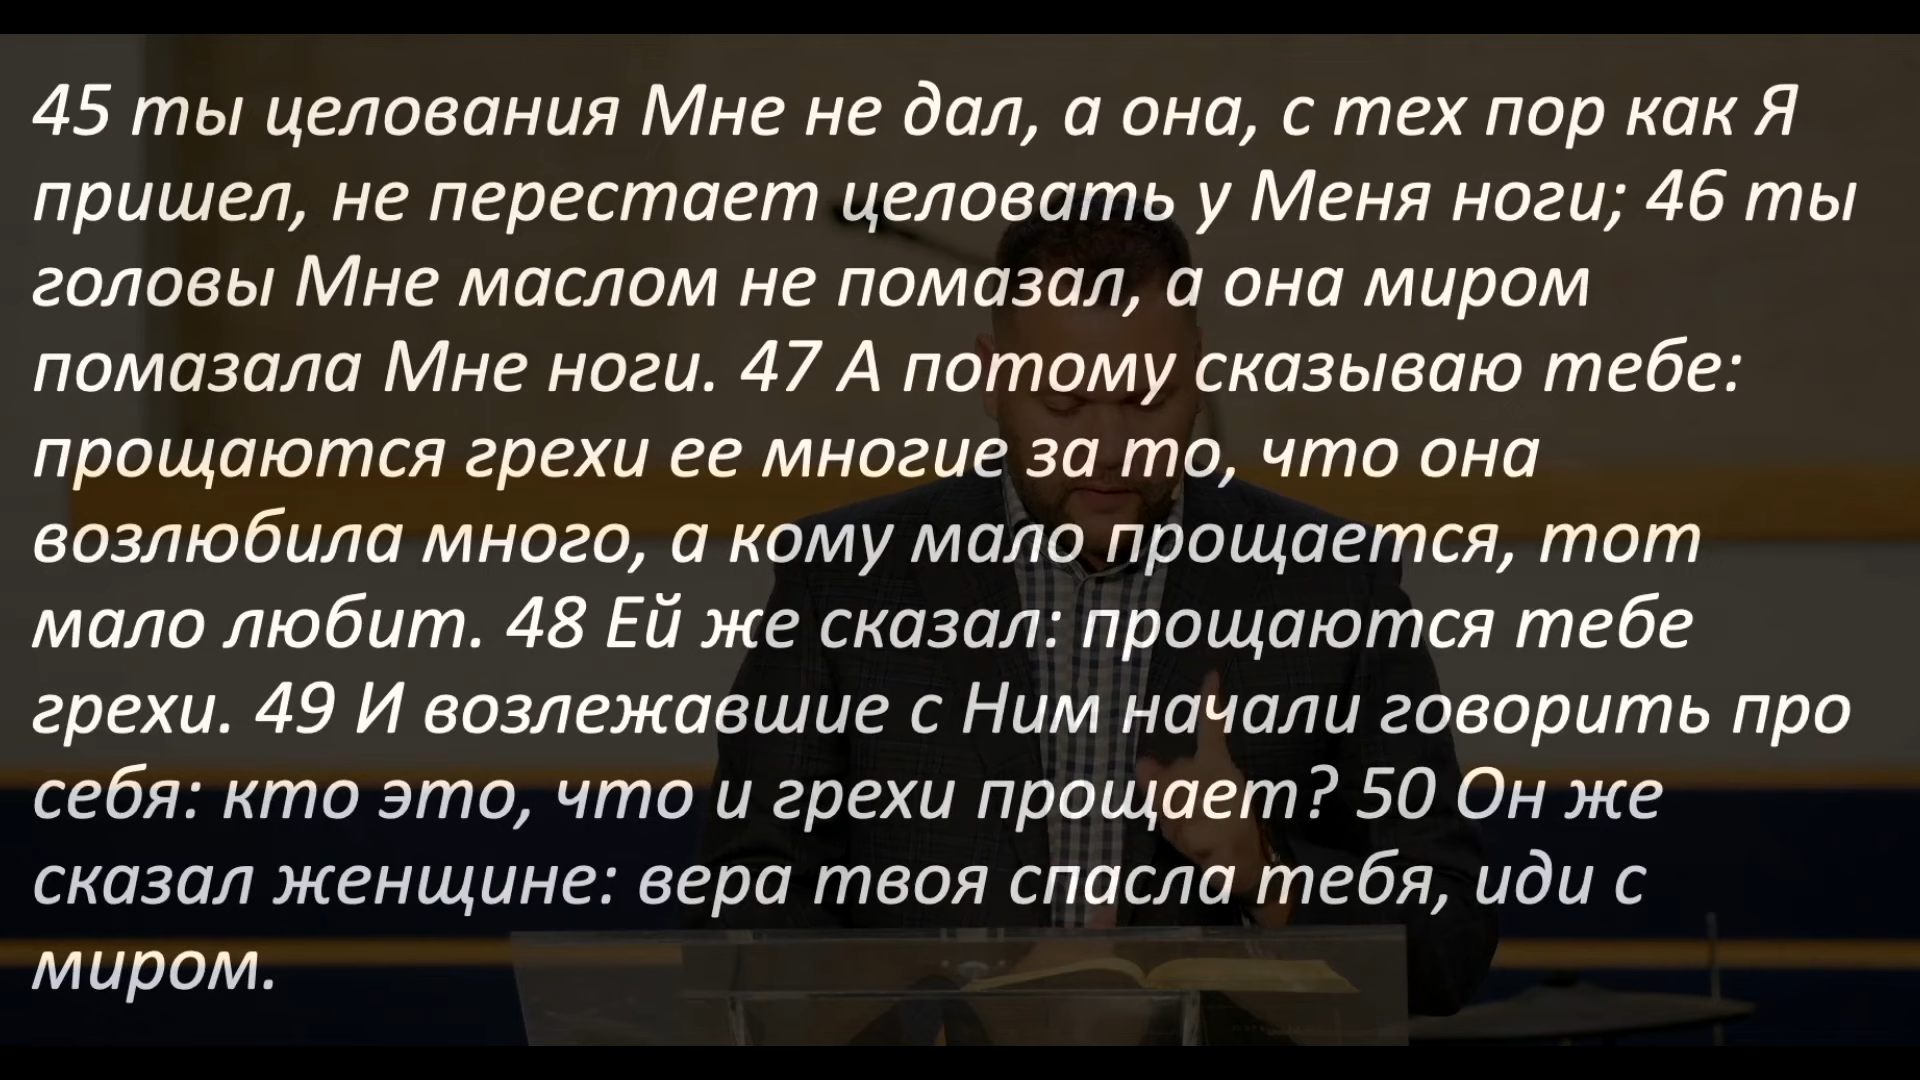 45 ты целования Мне не дал, а она, с тех пор как Я
пришел, не перестает целовать у Меня ноги; 46 ты
головы Мне маслом не помазал, а она миром
помазала Мне ноги. 47 А потому сказываю тебе:
прощаются грехи ее многие за то, что она
возлюбила много, а кому мало прощается, тот
мало любит. 48 Ей же сказал: прощаются тебе
грехи. 49 И возлежавшие с Ним начали говорить про
себя: кто это, что и грехи прощает? 50 Он же
сказал женщине: вера твоя спасла тебя, иди с
миром.